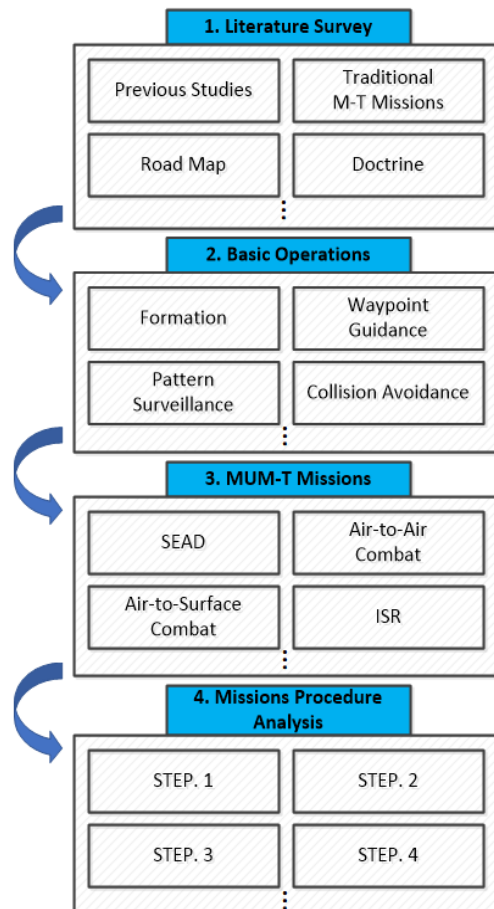 1. Literature Survey
Previous Studies
Traditional
M-T Missions
Road Map
Doctrine
2. Basic Operations
Formation
Waypoint
Guidance
Pattern
Surveillance
Collision Avoidance
3. MUM-T Missions
SEAD
Air-to-Air
Combat
Air-to-Surface
Combat
ISR
4. Missions Procedure
Analysis
STEP. 1
STEP. 2
STEP. 3
STEP. 4